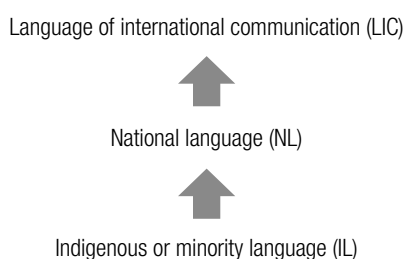 Language of international communication (LIC)
National language (NL)
Indigenous or minority language (IL)